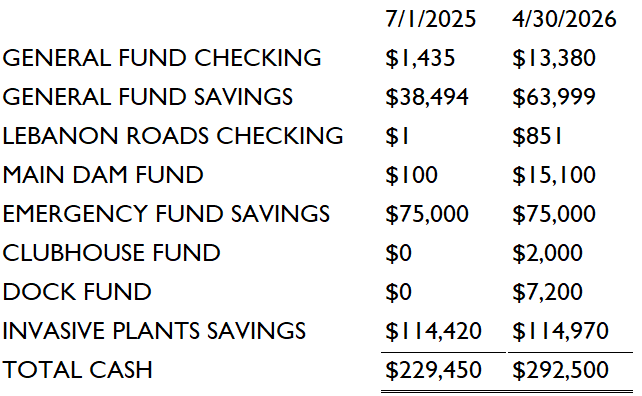 7/1/2025 4/30/2026
GENERAL FUND CHECKING $1,435 $13,380
GENERAL FUND SAVINGS $38,494 $63,999
LEBANON ROADS CHECKING $1 $851
MAIN DAM FUND $100 $15,100
EMERGENCY FUND SAVINGS $75,000 $75,000
CLUBHOUSE FUND $0 $2,000
DOCK FUND $0 $7,200
INVASIVE PLANTS SAVINGS $114,420 $114,970
TOTAL CASH $229,450 $292,500